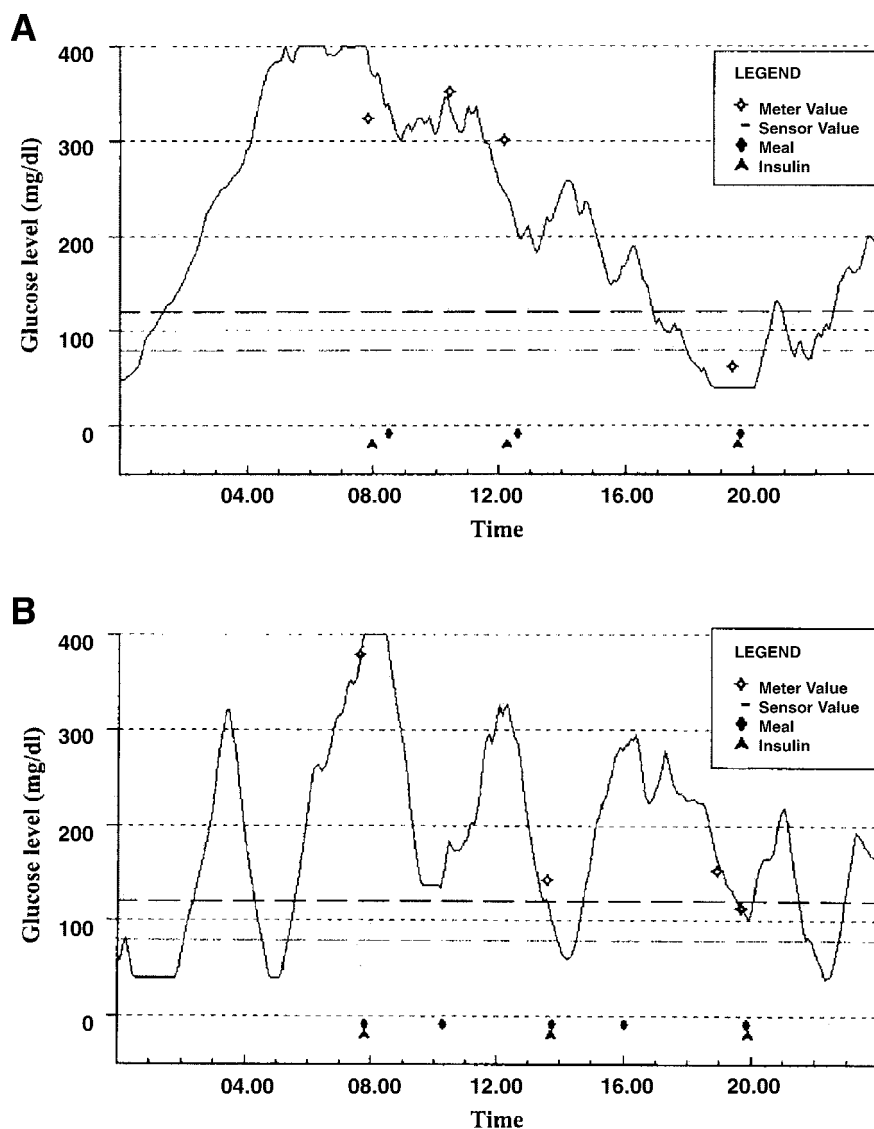 A
400
300
200
100
0
Glucose level (mg/dl)
LEGEND
Meter Value
Sensor Value
Meal
Insulin
04.00 08.00 12.00 16.00 20.00
Time
B
400
300
200
100
0
Glucose level (mg/dl)
LEGEND
Meter Value
Sensor Value
Meal
Insulin
04.00 08.00 12.00 16.00 20.00
Time